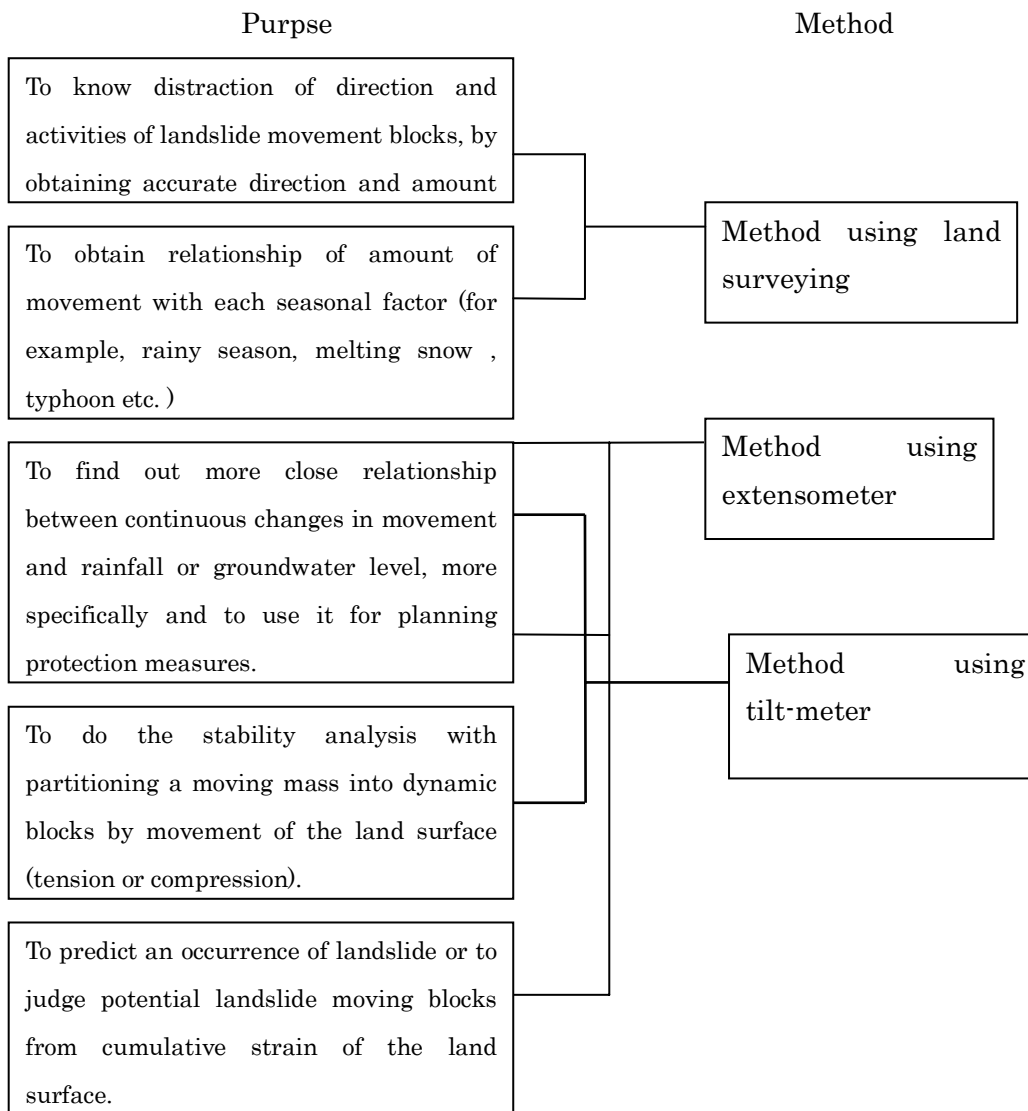 Purpse
Method
To know distraction of direction and
activities of landslide movement blocks, by
obtaining accurate direction and amount
Method using land
surveying
To obtain relationship of amount of
movement with each seasonal factor (for
example, rainy season, melting snow ,
typhoon etc. )
Method using
extensometer
To find out more close relationship
between continuous changes in movement
and rainfall or groundwater level, more
specifically and to use it for planning
protection measures.
Method using
tilt-meter
To do the stability analysis with
partitioning a moving mass into dynamic
blocks by movement of the land surface
(tension or compression).
To predict an occurrence of landslide or to
judge potential landslide moving blocks
from cumulative strain of the land
surface.